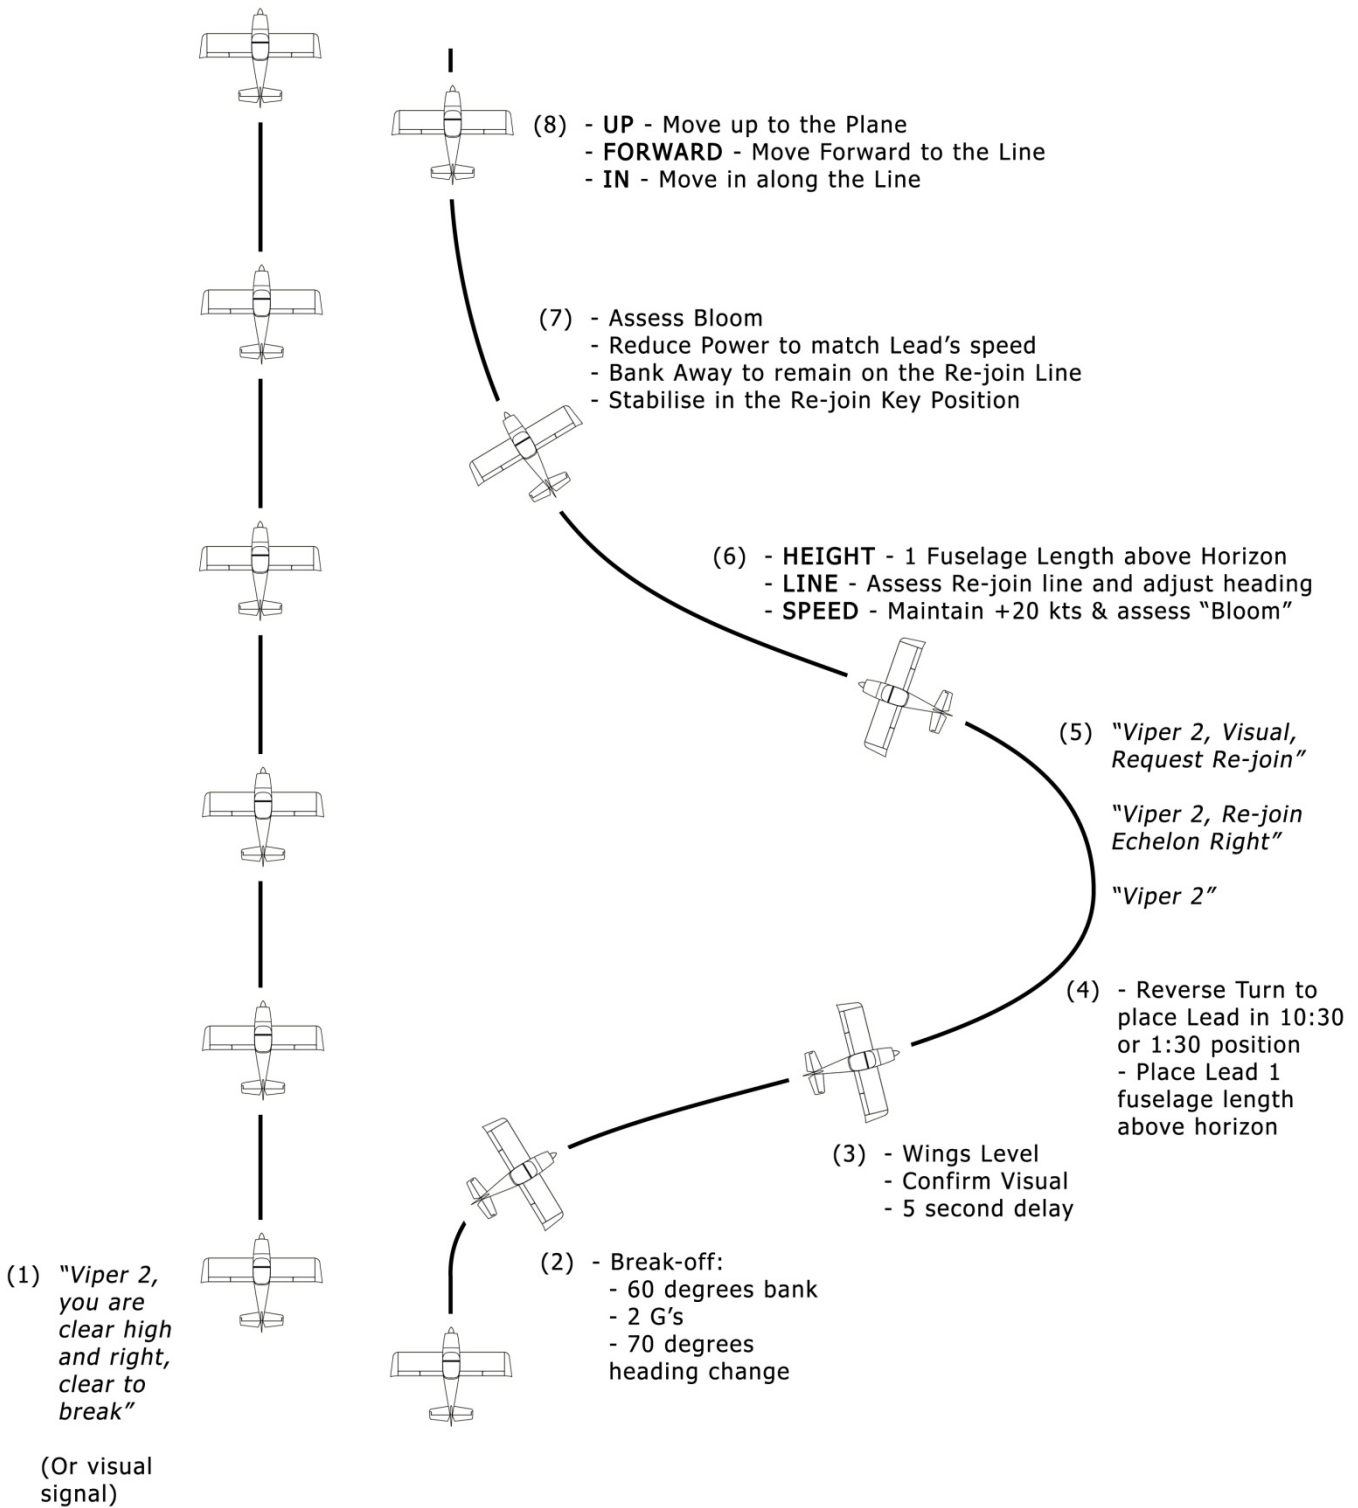 (8) - UP - Move up to the Plane
- FORWARD - Move Forward to the Line
- IN - Move in along the Line
(7) - Assess Bloom
- Reduce Power to match Lead's speed
- Bank Away to remain on the Re-join Line
- Stabilise in the Re-join Key Position
(6) - HEIGHT - 1 Fuselage Length above Horizon
- LINE - Assess Re-join line and adjust heading
- SPEED - Maintain +20 kts & assess “Bloom”
(5) “Viper 2, Visual,
Request Re-join”
“Viper 2, Re-join
Echelon Right”
“Viper 2”
(4) - Reverse Turn to
place Lead in 10:30
or 1:30 position
- Place Lead 1
fuselage length
above horizon
(3) - Wings Level
- Confirm Visual
- 5 second delay
(2) - Break-off:
- 60 degrees bank
- 2 G's
- 70 degrees
heading change
(1) “Viper 2,
you are
clear high
and right,
clear to
break”
(Or visual
signal)